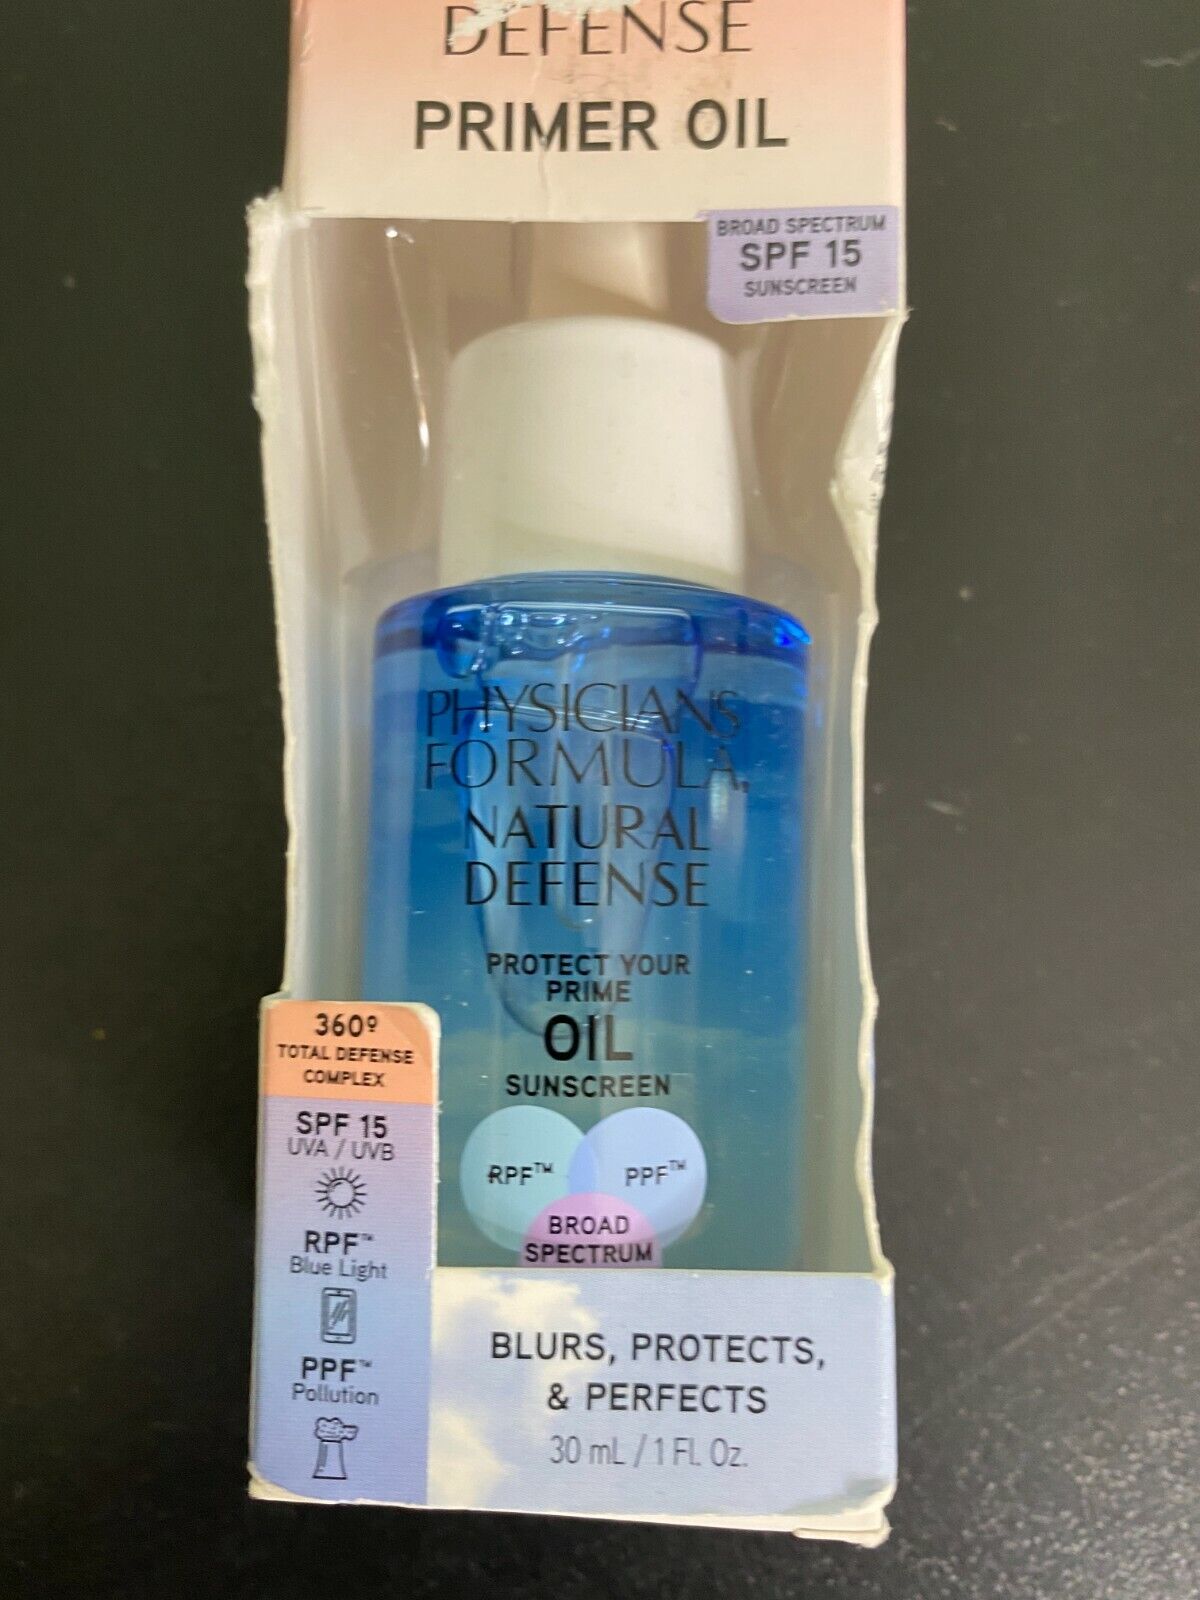 DEFENSE
PRIMER OIL
BROAD SPECTRUM
SPF 15
SUNSCREEN
PHYSICIANS
FORMULA®
NATURAL
DEFENSE
PROTECT YOUR
PRIME
OIL
SUNSCREEN
RPF™ PPF™
BROAD
SPECTRUM
360º
TOTAL DEFENSE
COMPLEX
SPF 15
UVA / UVB
RPF™
Blue Light
PPF™
Pollution
BLURS, PROTECTS,
& PERFECTS
30 mL / 1 Fl. Oz.